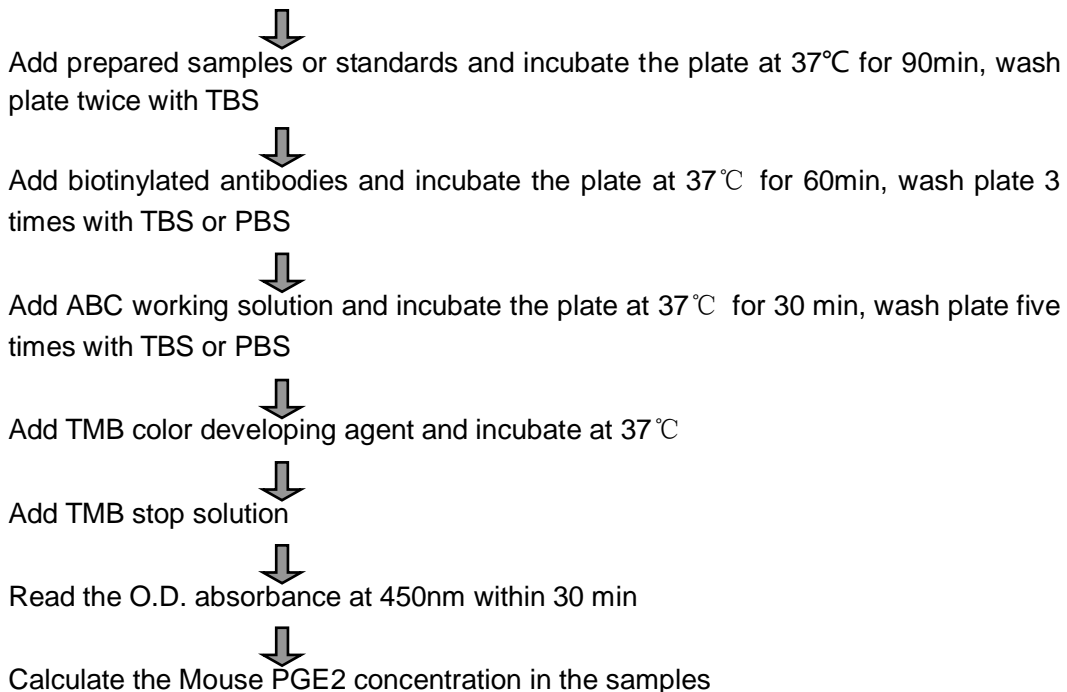 Add prepared samples or standards and incubate the plate at 37℃ for 90min, wash
plate twice with TBS
Add biotinylated antibodies and incubate the plate at 37℃ for 60min, wash plate 3
times with TBS or PBS
Add ABC working solution and incubate the plate at 37℃ for 30 min, wash plate five
times with TBS or PBS
Add TMB color developing agent and incubate at 37℃
Add TMB stop solution
Read the O.D. absorbance at 450nm within 30 min
Calculate the Mouse PGE2 concentration in the samples